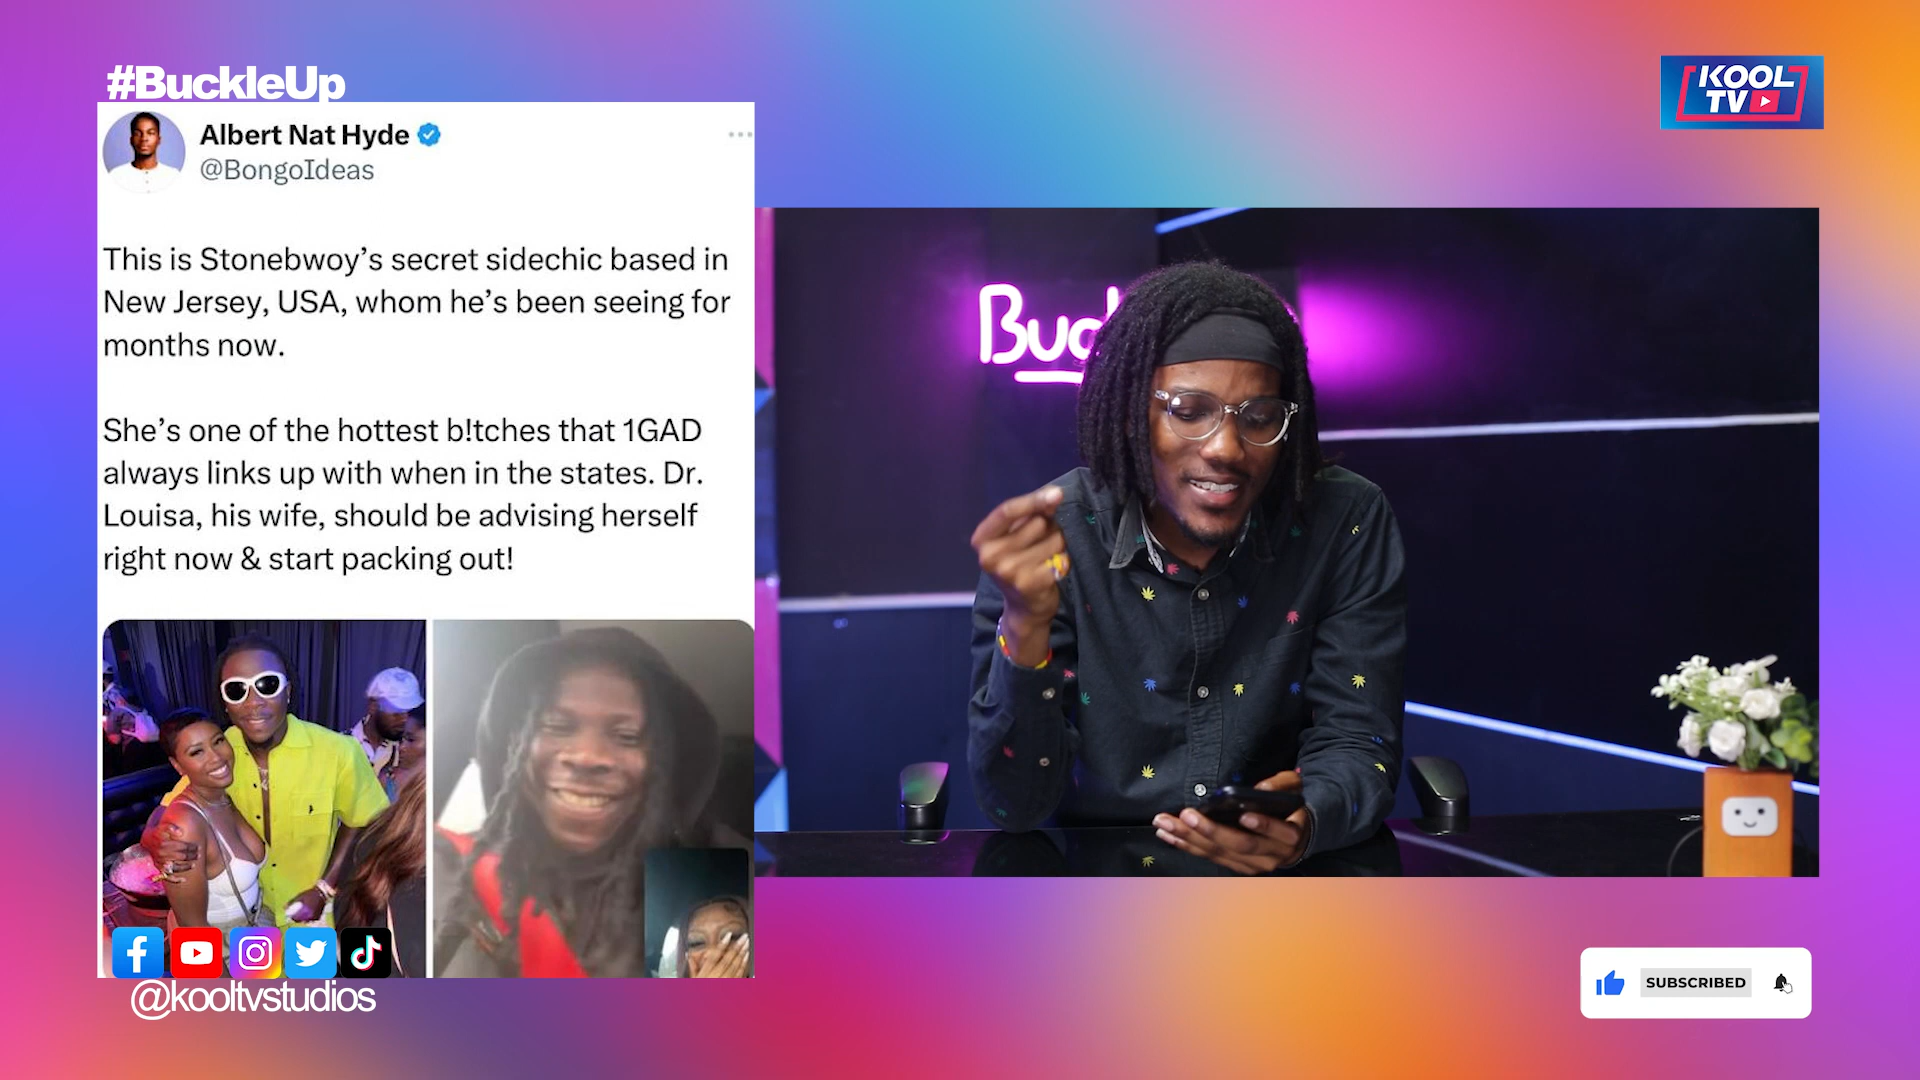 #BuckleUp
KOOL
TV
Albert Nat Hyde
@BongoIdeas
This is Stonebwoy’s secret sidechic based in
New Jersey, USA, whom he’s been seeing for
months now.
She’s one of the hottest b!tches that 1GAD
always links up with when in the states. Dr.
Louisa, his wife, should be advising herself
right now & start packing out!
Buc
@kooltvstudios
SUBSCRIBED